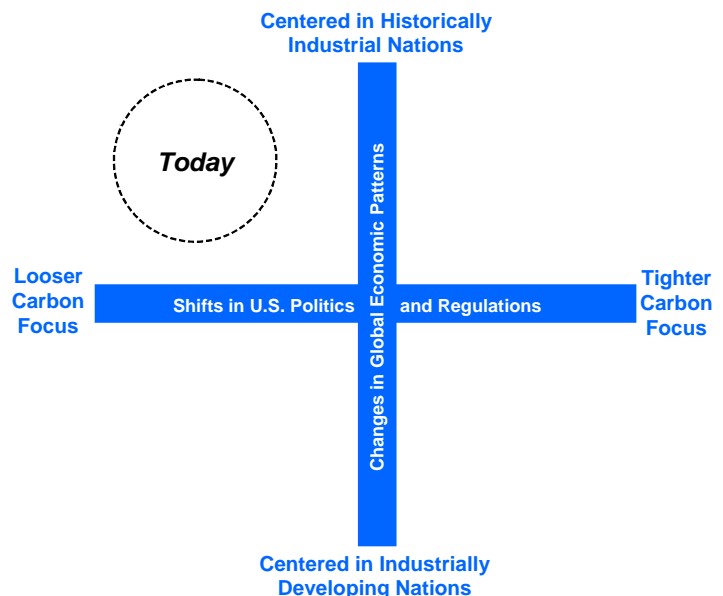 Centered in Historically
Industrial Nations
Today
Changes in Global Economic Patterns
Looser
Carbon
Focus
Shifts in U.S. Politics and Regulations
Tighter
Carbon
Focus
Centered in Industrially
Developing Nations